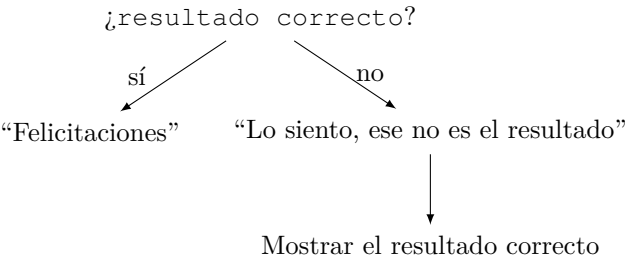 ¿resultado correcto?
sí
no
“Felicitaciones”
“Lo siento, ese no es el resultado”
Mostrar el resultado correcto